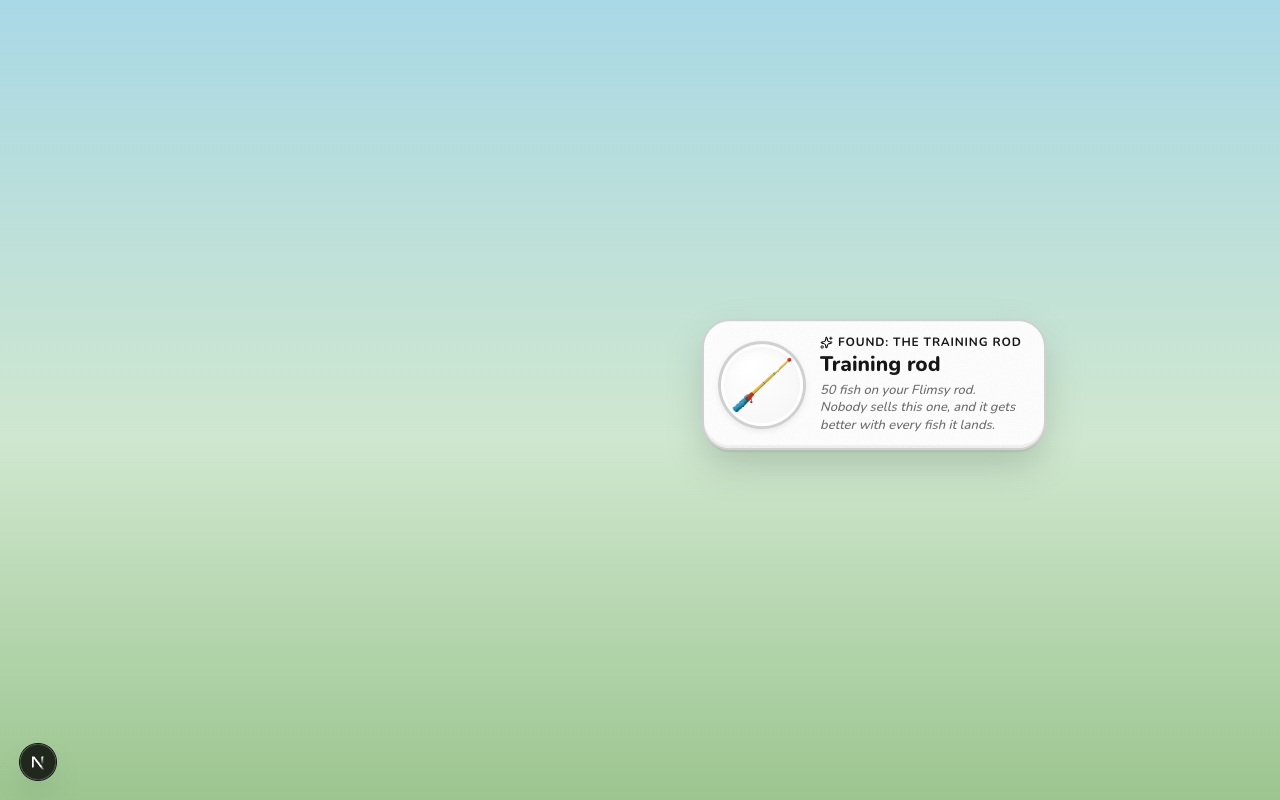 FOUND: THE TRAINING ROD
Training rod
50 fish on your Flimsy rod.
Nobody sells this one, and it gets
better with every fish it lands.
N